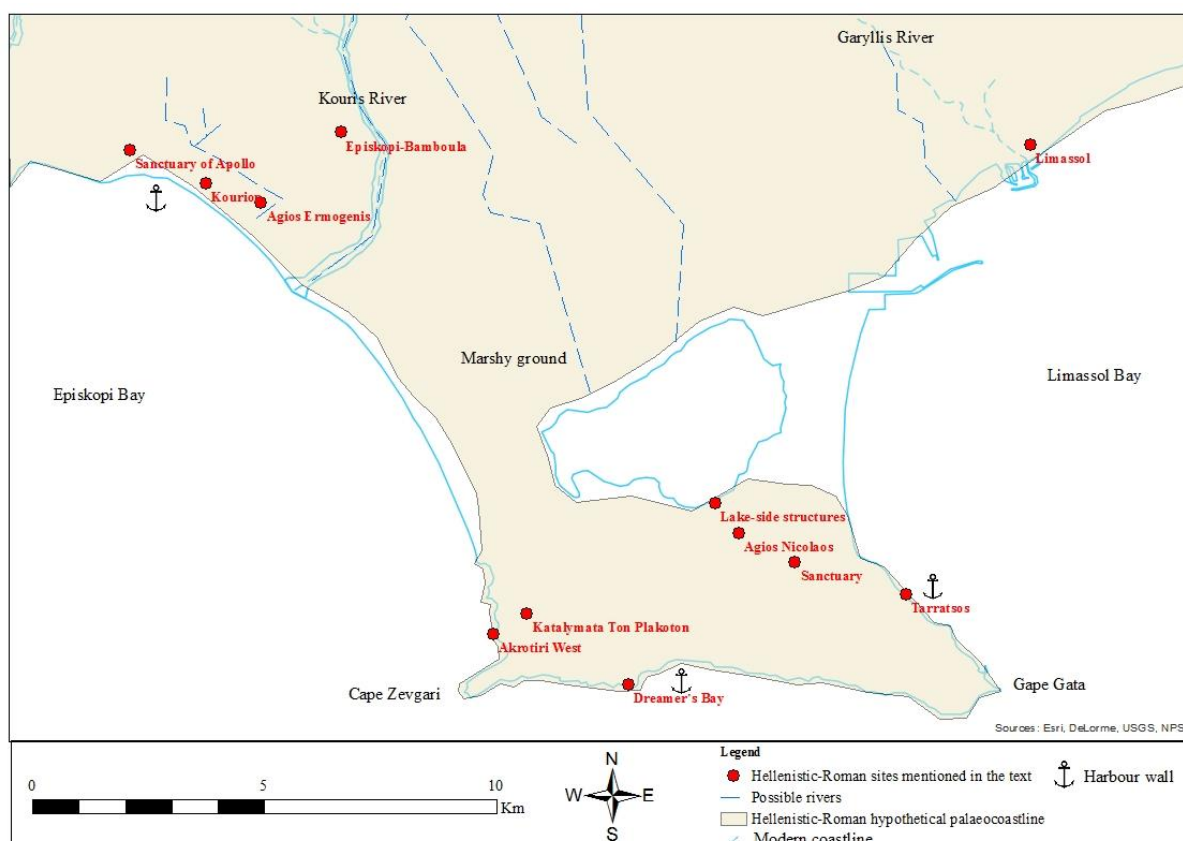 Garyllis River
Kouris River
Episkopi-Bamboula
Limassol
Sanctuary of Apollo
Kourion
Agios Ermogenis
Marshy ground
Episkopi Bay
Limassol Bay
Lake-side structures
Agios Nicolaos
Sanctuary
Tarratsos
Katalymata Ton Plakoton
Akrotiri West
Cape Zevgari
Dreamer's Bay
Gape Gata
Sources: Esri, DeLorme, USGS, NPS
0 5 10
Km
N
W E
S
Legend
Hellenistic-Roman sites mentioned in the text
Harbour wall
Possible rivers
Hellenistic-Roman hypothetical palaeocoastline
Modern coastline